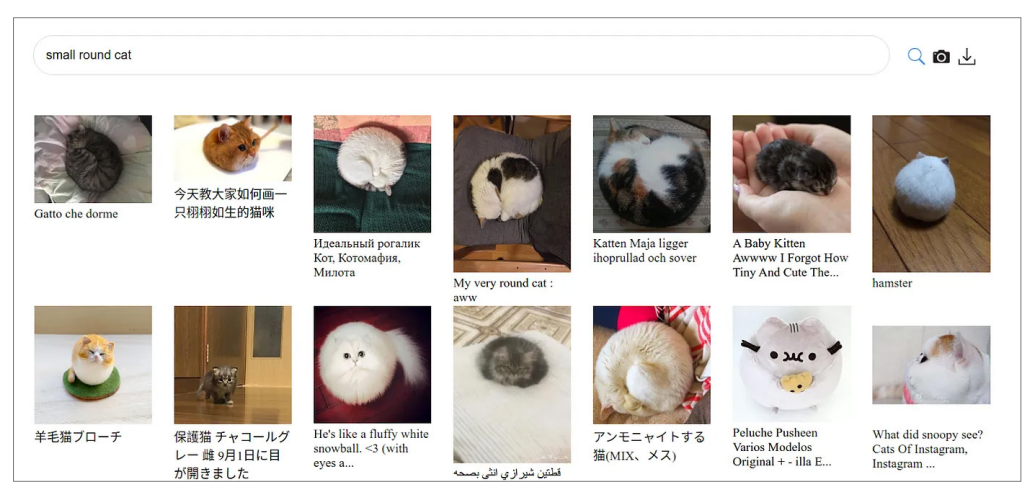 small round cat
Gatto che dorme
今天教大家如何画一
只栩栩如生的猫咪
Идеальный рогалик
Кот, Котомафия,
Милота
My very round cat :
aww
Katten Maja ligger
ihoprullad och sover
A Baby Kitten
Awwww I Forgot How
Tiny And Cute The...
hamster
羊毛猫ブローチ
保護猫 チャコールグ
レー 雌 9月1日に目
が開きました
He's like a fluffy white
snowball. <3 (with
eyes a...
قطتين شيرازي انثى بصحه
アンモニャイトする
猫(MIX、メス)
Peluche Pusheen
Varios Modelos
Original + - illa E...
What did snoopy see?
Cats Of Instagram,
Instagram ...